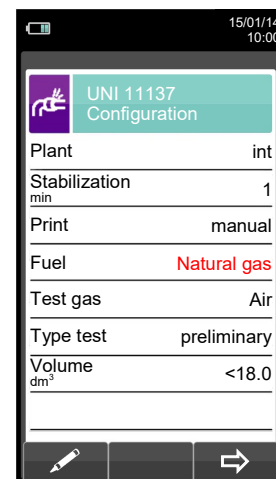 15/01/14
10:00
UNI 11137
Configuration
Plant int
Stabilization
min 1
Print manual
Fuel Natural gas
Test gas Air
Type test preliminary
Volume
dm³ <18.0